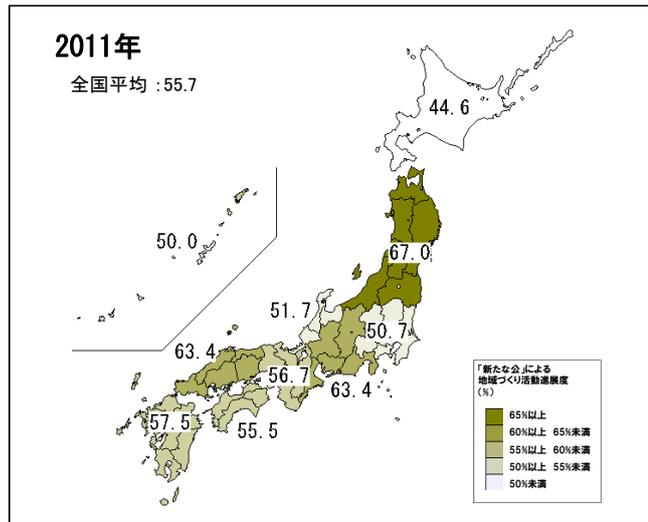 2011年
全国平均 :55.7
44.6
50.0
67.0
51.7
50.7
63.4
56.7
63.4
57.5
55.5
「新たな公」による
地域づくり活動進展度
(%)
65%以上
60%以上 65%未満
55%以上 60%未満
50%以上 55%未満
50%未満